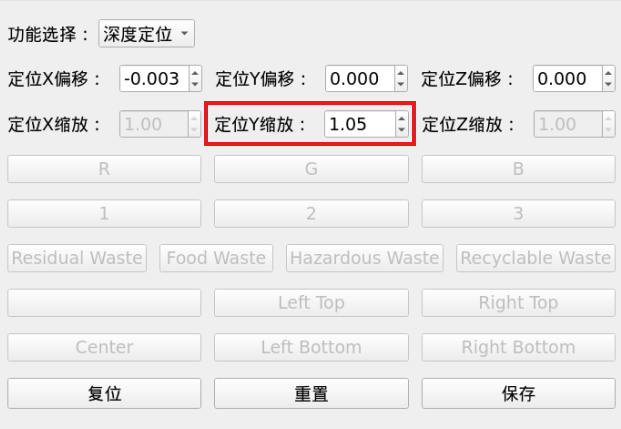 功能选择： 深度定位
定位X偏移： -0.003 定位Y偏移： 0.000 定位Z偏移： 0.000
定位X缩放： 1.00 定位Y缩放： 1.05 定位Z缩放： 1.00
R G B
1 2 3
Residual Waste Food Waste Hazardous Waste Recyclable Waste
Left Top Right Top
Center Left Bottom Right Bottom
复位 重置 保存